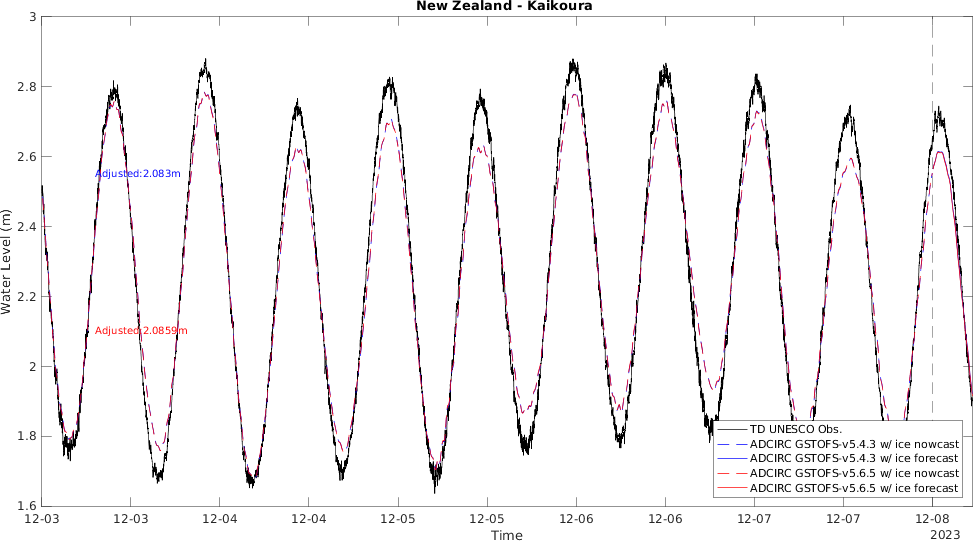 New Zealand - Kaikoura
Water Level (m)
3
2.8
2.6
2.4
2.2
2
1.8
1.6
Adjusted:2.083m
Adjusted:2.0859m
TD UNESCO Obs.
ADCIRC GSTOFS-v5.4.3 w/ ice nowcast
ADCIRC GSTOFS-v5.4.3 w/ ice forecast
ADCIRC GSTOFS-v5.6.5 w/ ice nowcast
ADCIRC GSTOFS-v5.6.5 w/ ice forecast
12-03 12-03 12-04 12-04 12-05 12-05 12-06 12-06 12-07 12-07 12-08
2023
Time